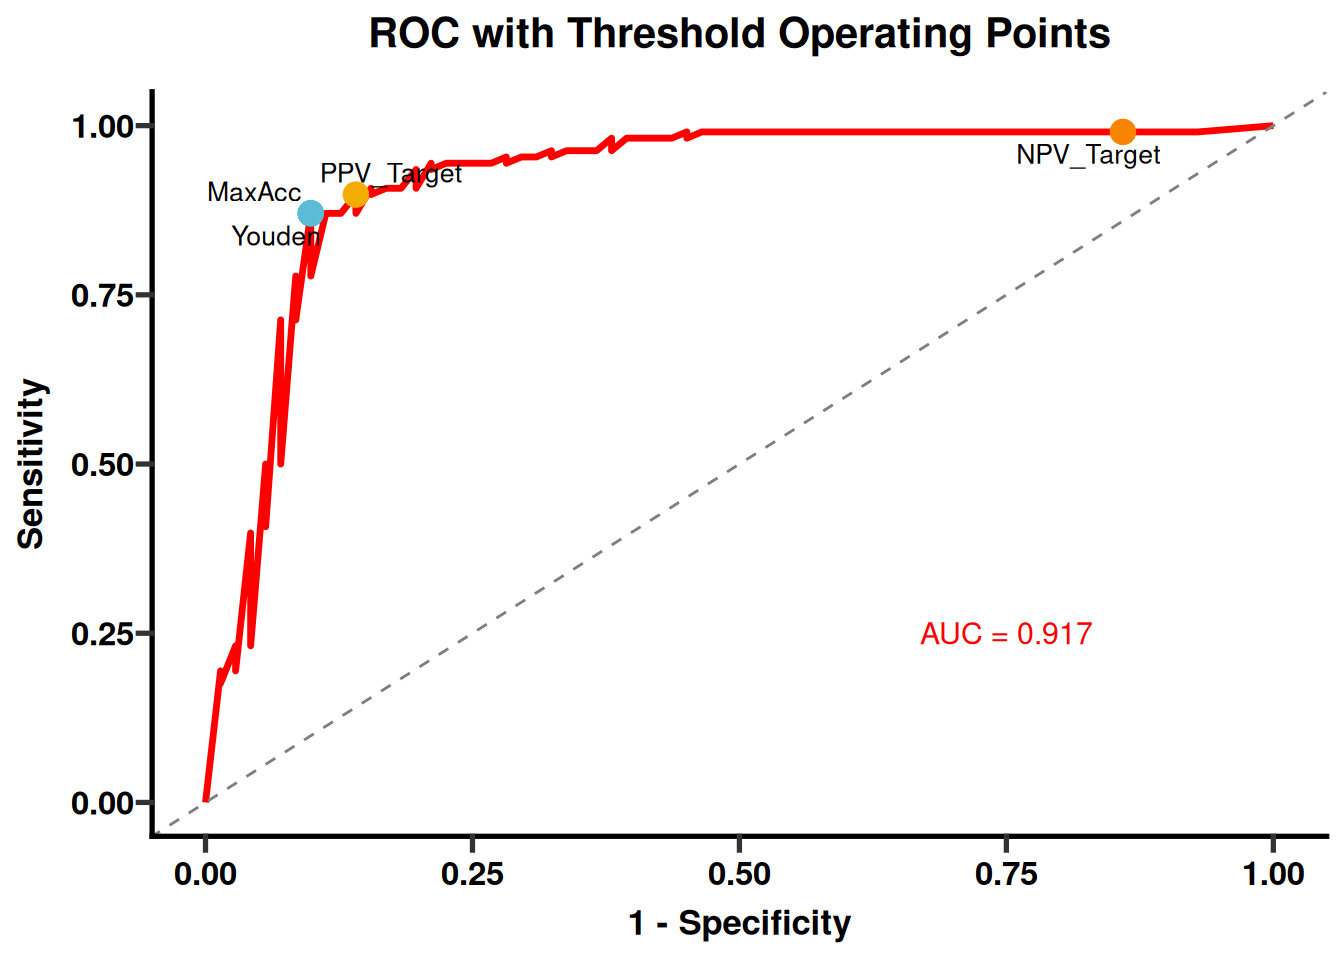 ROC with Threshold Operating Points
1.00
0.75
0.50
0.25
0.00
Sensitivity
MaxAcc
PPV_Target
Youden
NPV_Target
AUC = 0.917
0.00
0.25
0.50
0.75
1.00
1 - Specificity